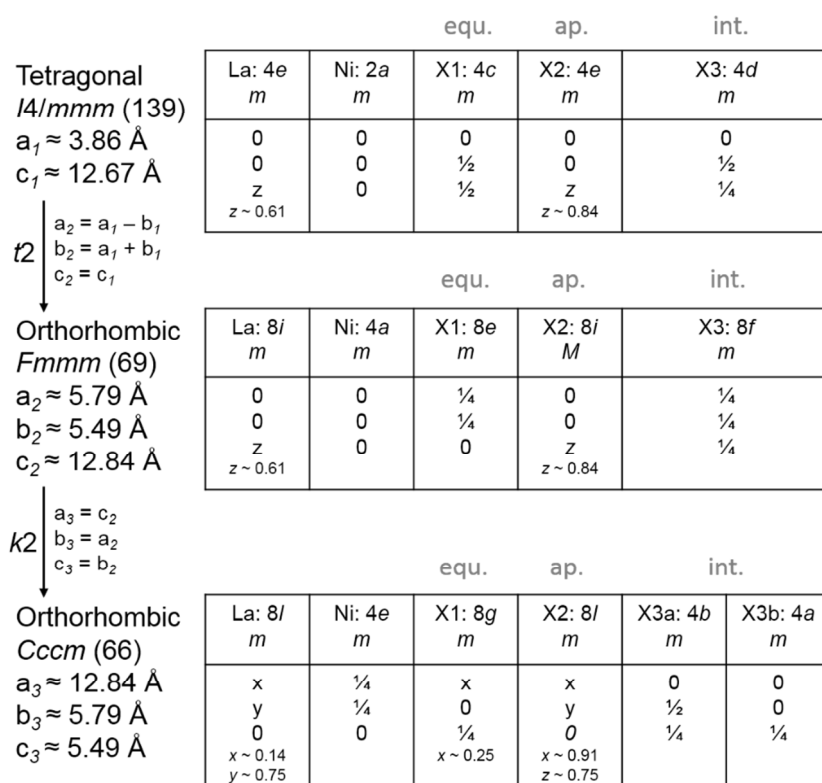 equ. ap. int.
Tetragonal
I4/mmm (139)
a1 ≈ 3.86 Å
c1 ≈ 12.67 Å
La: 4e Ni: 2a X1: 4c X2: 4e X3: 4d
m m m m m
0 0 0 0 0
0 0 ½ 0 ½
z 0 ½ z ¼
z ~ 0.61 z ~ 0.84
t2
a2 = a1 – b1
b2 = a1 + b1
c2 = c1
equ. ap. int.
Orthorhombic
Fmmm (69)
a2 ≈ 5.79 Å
b2 ≈ 5.49 Å
c2 ≈ 12.84 Å
La: 8i Ni: 4a X1: 8e X2: 8i X3: 8f
m m m M m
0 0 ¼ 0 ¼
0 0 ¼ 0 ¼
z 0 0 z ¼
z ~ 0.61 z ~ 0.84
k2
a3 = c2
b3 = a2
c3 = b2
equ. ap. int.
Orthorhombic
Cccm (66)
a3 ≈ 12.84 Å
b3 ≈ 5.79 Å
c3 ≈ 5.49 Å
La: 8l Ni: 4e X1: 8g X2: 8l X3a: 4b X3b: 4a
m m m m m m
x ¼ x x 0 0
y ¼ 0 y ½ 0
0 0 ¼ 0 ¼ ¼
x ~ 0.14 x ~ 0.25 x ~ 0.91
y ~ 0.75 z ~ 0.75